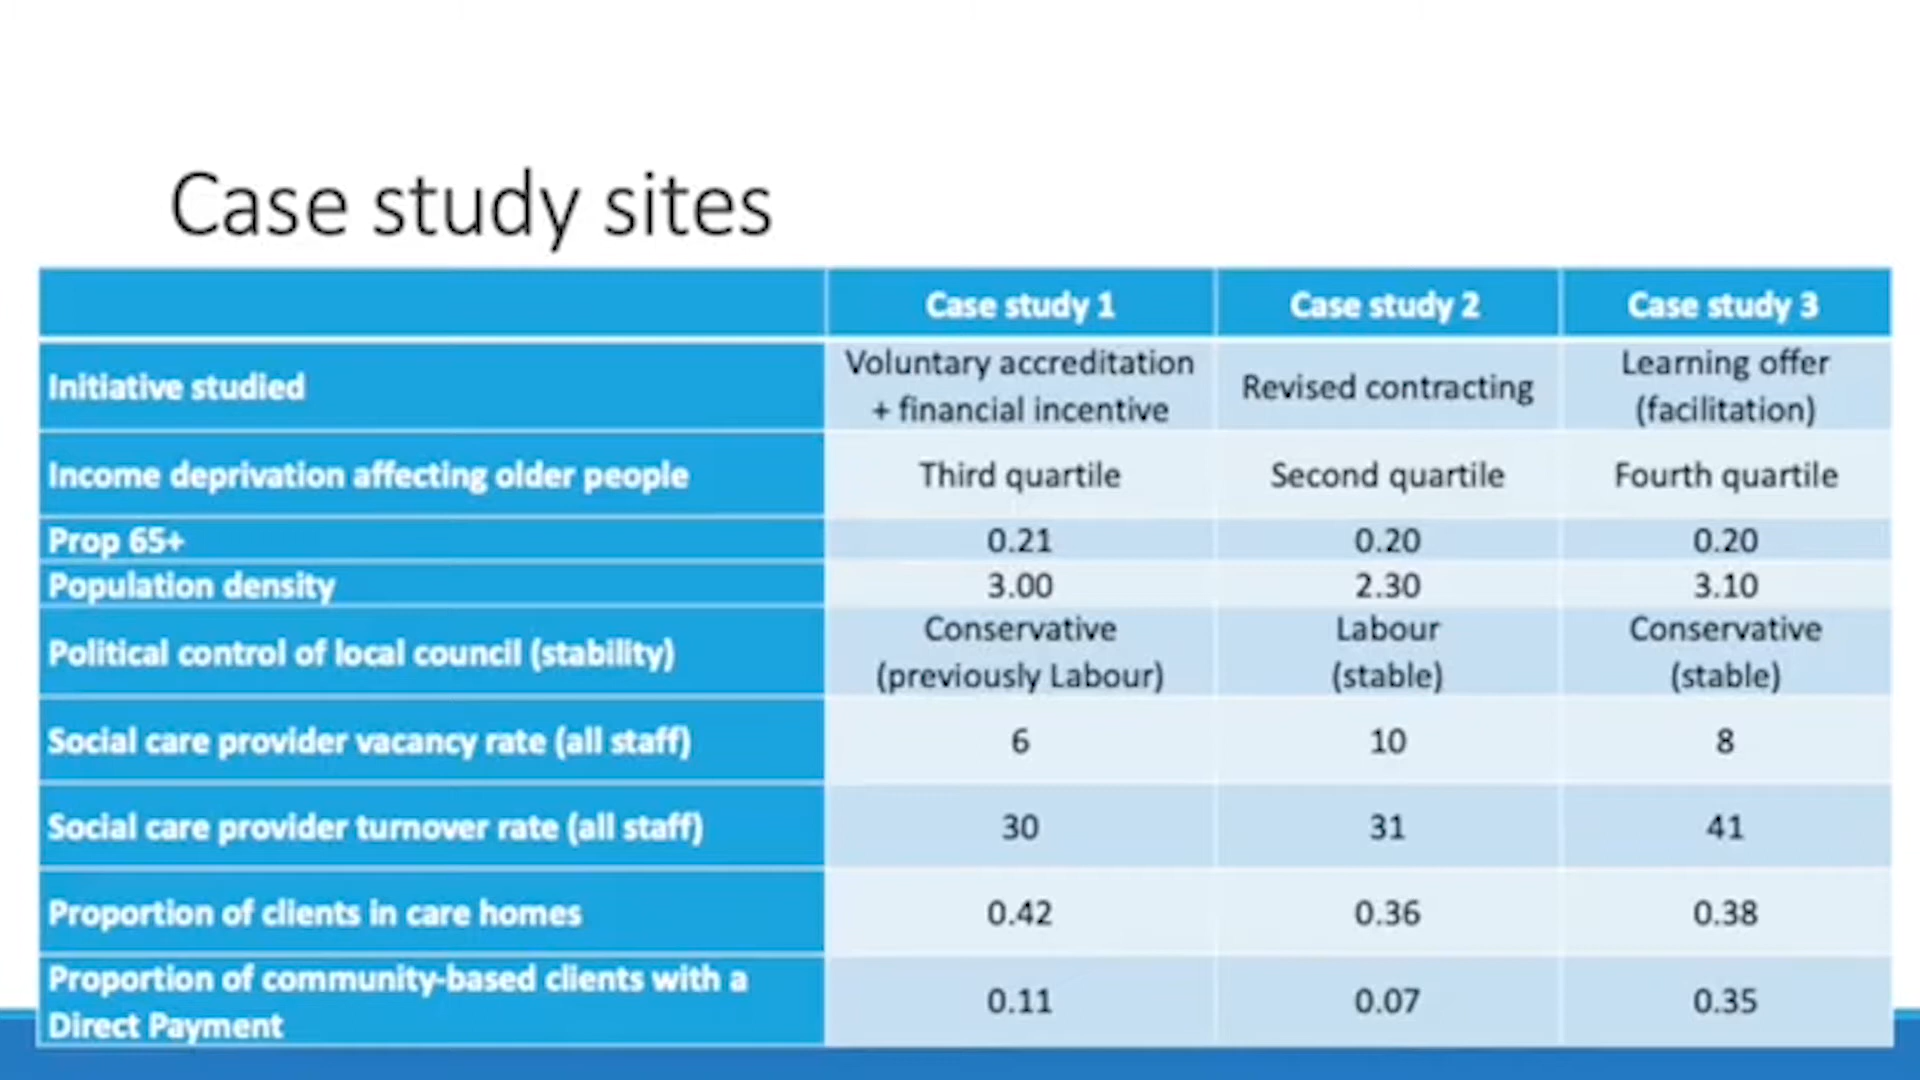 Case study sites
Case study 1 Case study 2 Case study 3
Initiative studied
Voluntary accreditation
+ financial incentive
Revised contracting
Learning offer
(facilitation)
Income deprivation affecting older people Third quartile Second quartile Fourth quartile
Prop 65+ 0.21 0.20 0.20
Population density 3.00 2.30 3.10
Political control of local council (stability)
Conservative
(previously Labour)
Labour
(stable)
Conservative
(stable)
Social care provider vacancy rate (all staff) 6 10 8
Social care provider turnover rate (all staff) 30 31 41
Proportion of clients in care homes 0.42 0.36 0.38
Proportion of community-based clients with a
Direct Payment
0.11 0.07 0.35